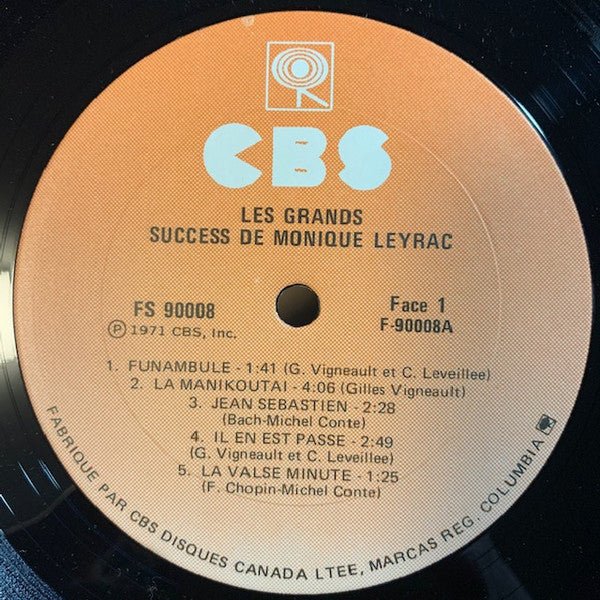 CBS
LES GRANDS
SUCCESS DE MONIQUE LEYRAC
FS 90008
℗ 1971 CBS, Inc.
Face 1
F-90008A
1. FUNAMBULE - 1:41 (G. Vigneault et C. Leveillee)
2. LA MANIKOUTAI - 4:06 (Gilles Vigneault)
3. JEAN SEBASTIEN - 2:28
(Bach-Michel Conte)
4. IL EN EST PASSE - 2:49
(G. Vigneault et C. Leveillee)
5. LA VALSE MINUTE - 1:25
(F. Chopin-Michel Conte)
FABRIQUE PAR CBS DISQUES CANADA LTEE, MARCAS REG. COLUMBIA